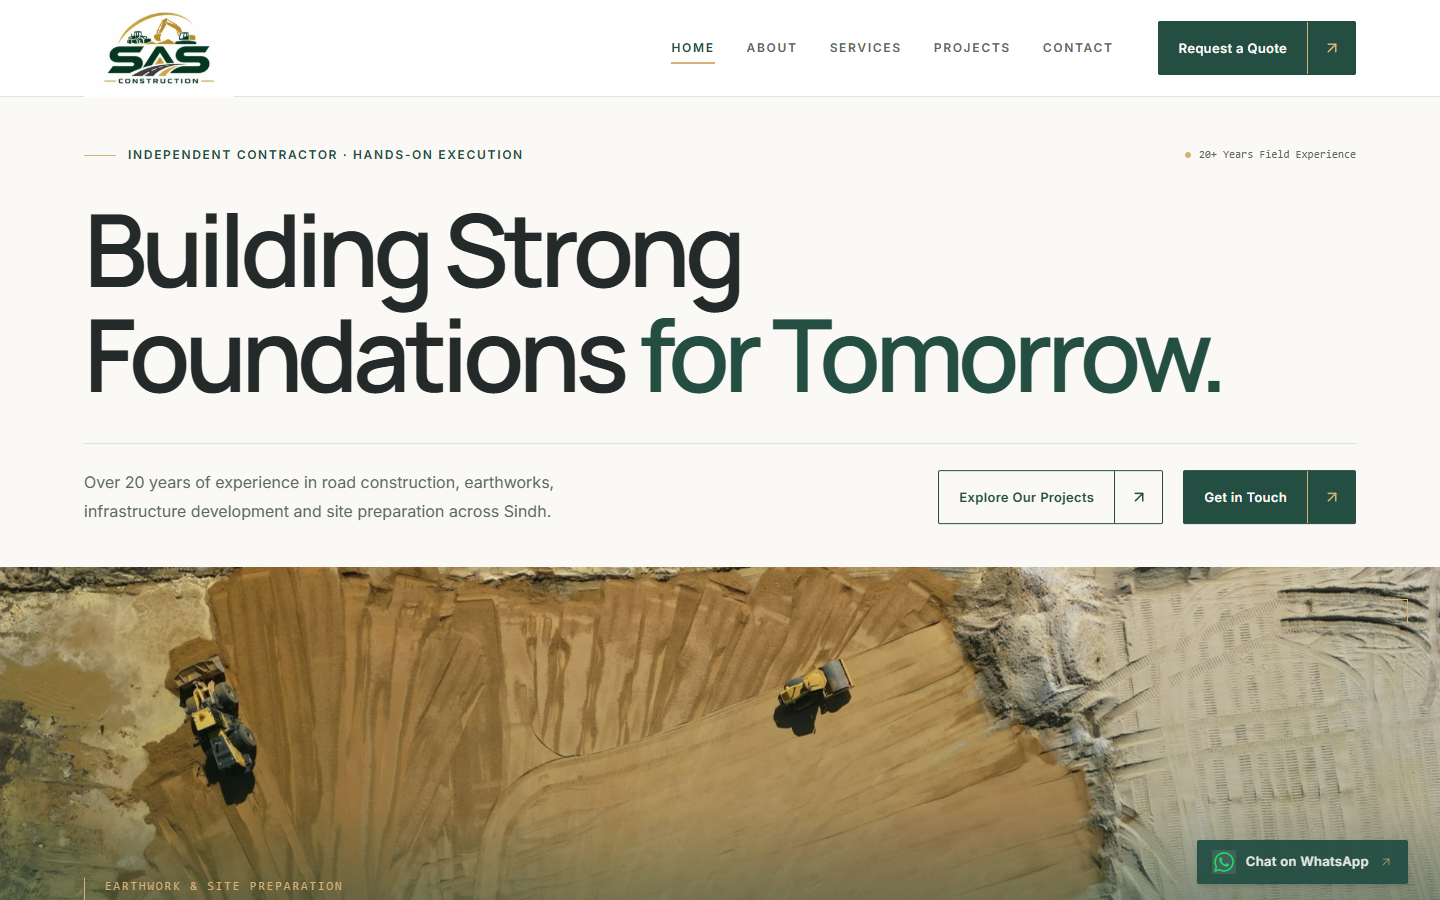 SAS
CONSTRUCTION
HOME
ABOUT
SERVICES
PROJECTS
CONTACT
Request a Quote
INDEPENDENT CONTRACTOR · HANDS-ON EXECUTION
20+ Years Field Experience
Building Strong
Foundations for Tomorrow.
Over 20 years of experience in road construction, earthworks,
infrastructure development and site preparation across Sindh.
Explore Our Projects
Get in Touch
EARTHWORK & SITE PREPARATION
Chat on WhatsApp